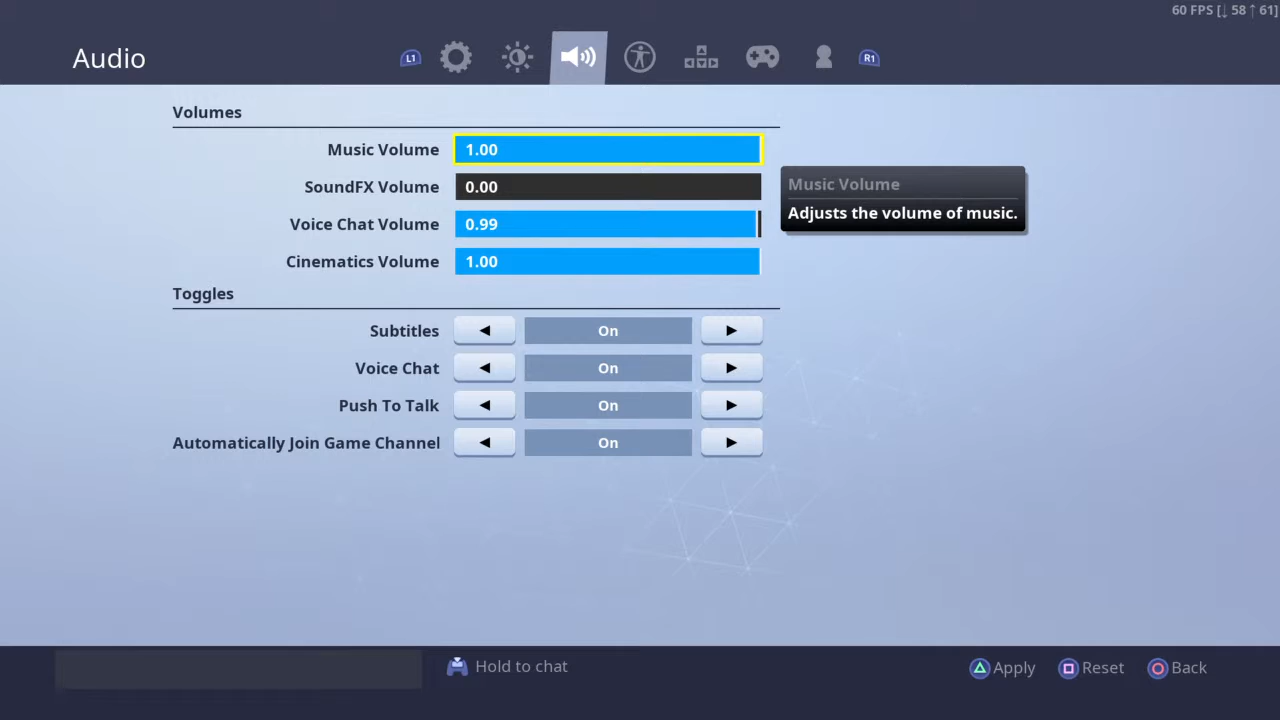 60 FPS [↓ 58 ↑ 61]
Audio
L1
R1
Volumes
Music Volume 1.00
SoundFX Volume 0.00
Voice Chat Volume 0.99
Cinematics Volume 1.00
Music Volume
Adjusts the volume of music.
Toggles
Subtitles ◄ On ►
Voice Chat ◄ On ►
Push To Talk ◄ On ►
Automatically Join Game Channel ◄ On ►
Hold to chat
Apply Reset Back